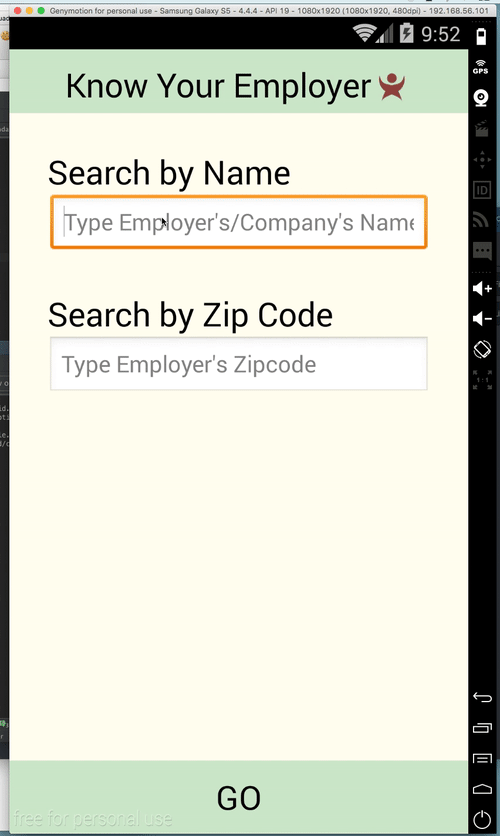 Genymotion for personal use - Samsung Galaxy S5 - 4.4.4 - API 19 - 1080x1920 (1080x1920, 480dpi) - 192.168.56.101
9:52
GPS
Know Your Employer
Search by Name
Type Employer's/Company's Name
ID
Search by Zip Code
Type Employer's Zipcode
1:1
GO
free for personal use